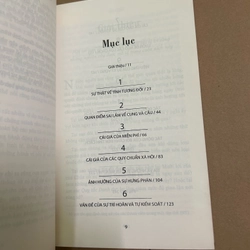 Mục lục
Giới thiệu / 11
1
SỰ THẬT VỀ TÍNH TƯƠNG ĐỐI / 23
2
QUAN ĐIỂM SAI LẦM VỀ CUNG VÀ CẦU / 44
3
CÁI GIÁ CỦA MIỄN PHÍ / 66
4
CÁI GIÁ CỦA CÁC QUY CHUẨN XÃ HỘI / 83
5
ẢNH HƯỞNG CỦA SỰ HƯNG PHẤN / 104
6
VẤN ĐỀ CỦA SỰ TRÌ HOÃN VÀ TỰ KIỂM SOÁT / 123